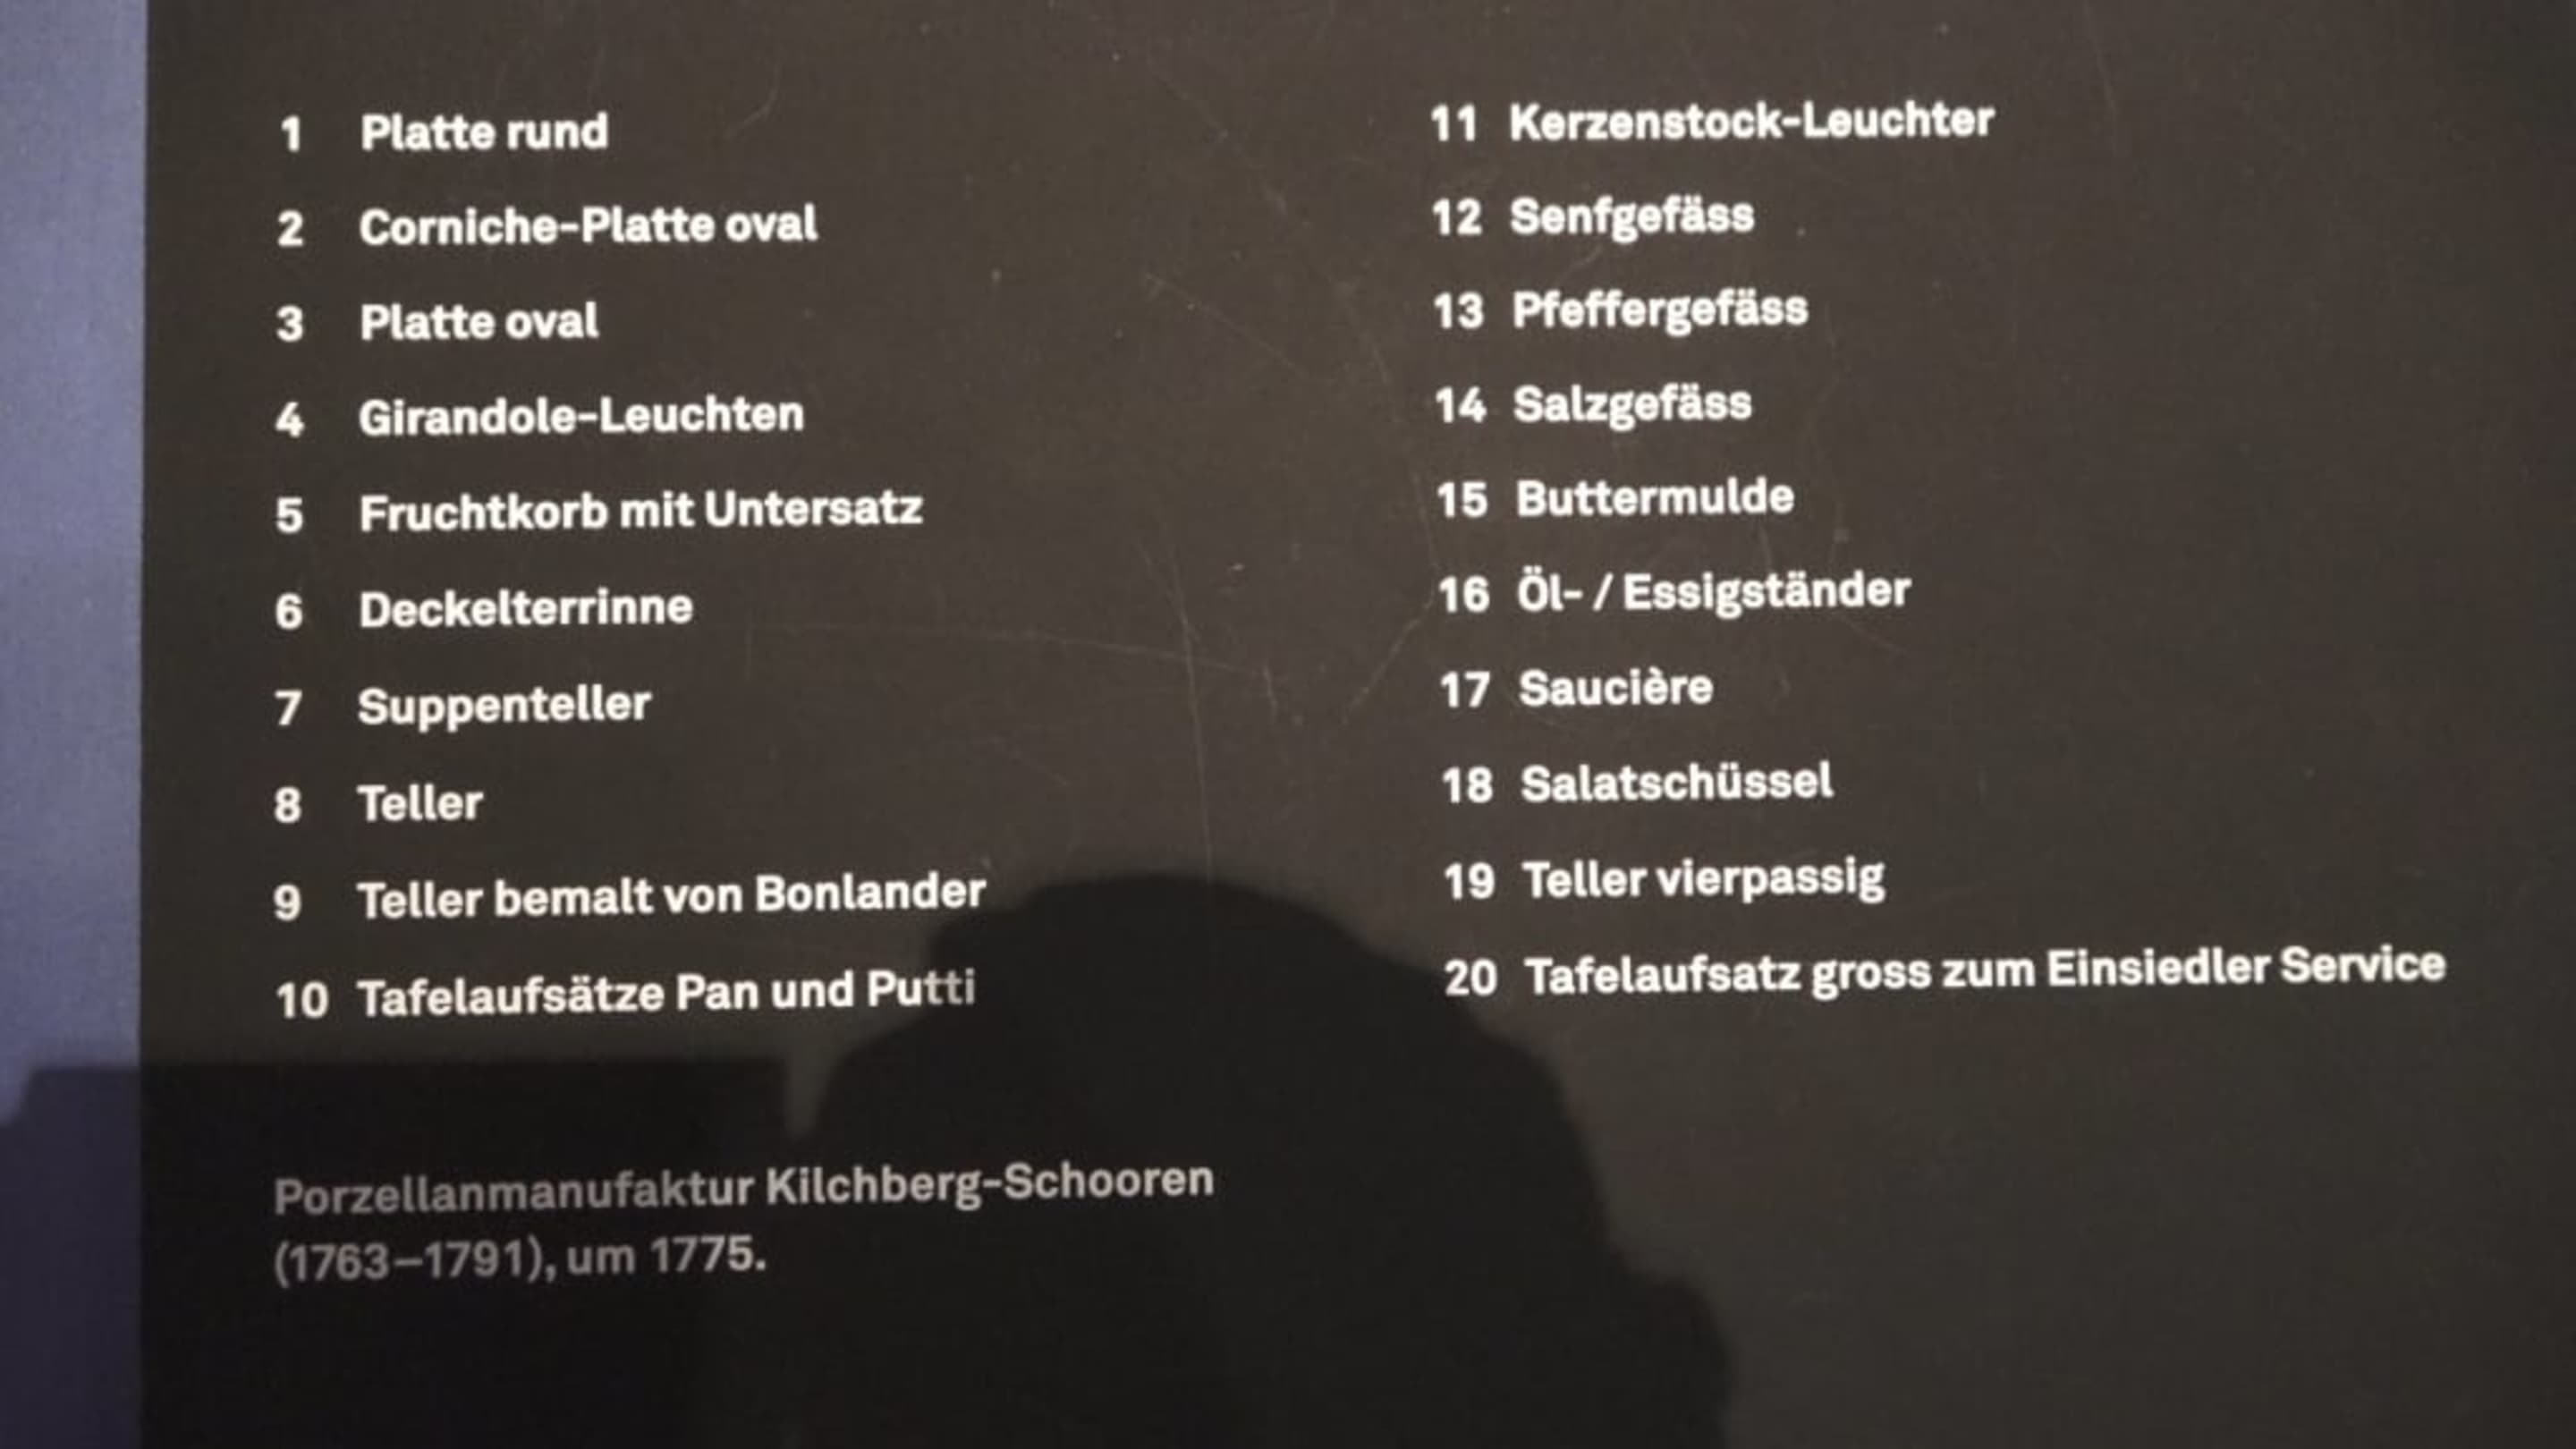 1 Platte rund
2 Corniche-Platte oval
3 Platte oval
4 Girandole-Leuchten
5 Fruchtkorb mit Untersatz
6 Deckelterrinne
7 Suppenteller
8 Teller
9 Teller bemalt von Bonlander
10 Tafelaufsätze Pan und Putti
11 Kerzenstock-Leuchter
12 Senfgefäss
13 Pfeffergefäss
14 Salzgefäss
15 Buttermulde
16 Öl- / Essigständer
17 Saucière
18 Salatschüssel
19 Teller vierpassig
20 Tafelaufsatz gross zum Einsiedler Service
Porzellanmanufaktur Kilchberg-Schooren
(1763–1791), um 1775.